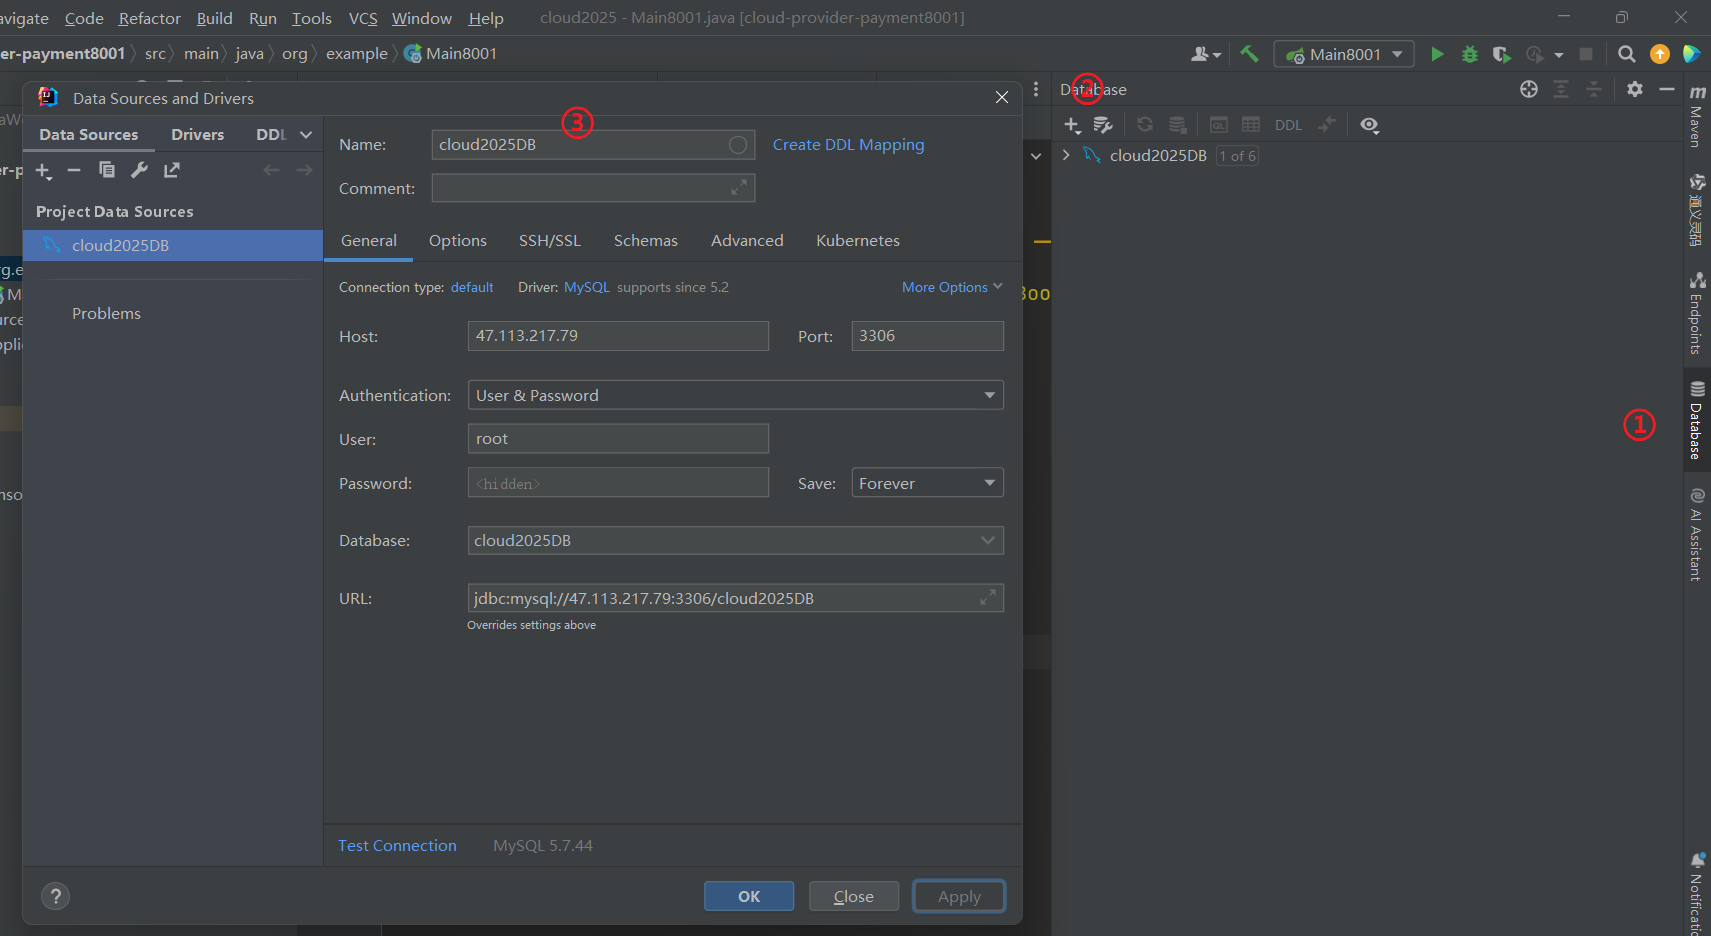 avigate Code Refactor Build Run Tools VCS Window Help cloud2025 - Main8001.java [cloud-provider-payment8001]
er-payment8001 src main java org example Main8001 Main8001
Data Sources and Drivers
Data Sources Drivers DDL
Project Data Sources
cloud2025DB
Problems
③
Name: cloud2025DB Create DDL Mapping
Comment:
General Options SSH/SSL Schemas Advanced Kubernetes
Connection type: default Driver: MySQL supports since 5.2 More Options
Host: 47.113.217.79 Port: 3306
Authentication: User & Password
User: root
Password: <hidden> Save: Forever
Database: cloud2025DB
URL: jdbc:mysql://47.113.217.79:3306/cloud2025DB
Overrides settings above
Test Connection MySQL 5.7.44
? OK Close Apply
Database
②
QL DDL
cloud2025DB 1 of 6
①
m Maven
通义灵码
Endpoints
Database
AI Assistant
Notificatio